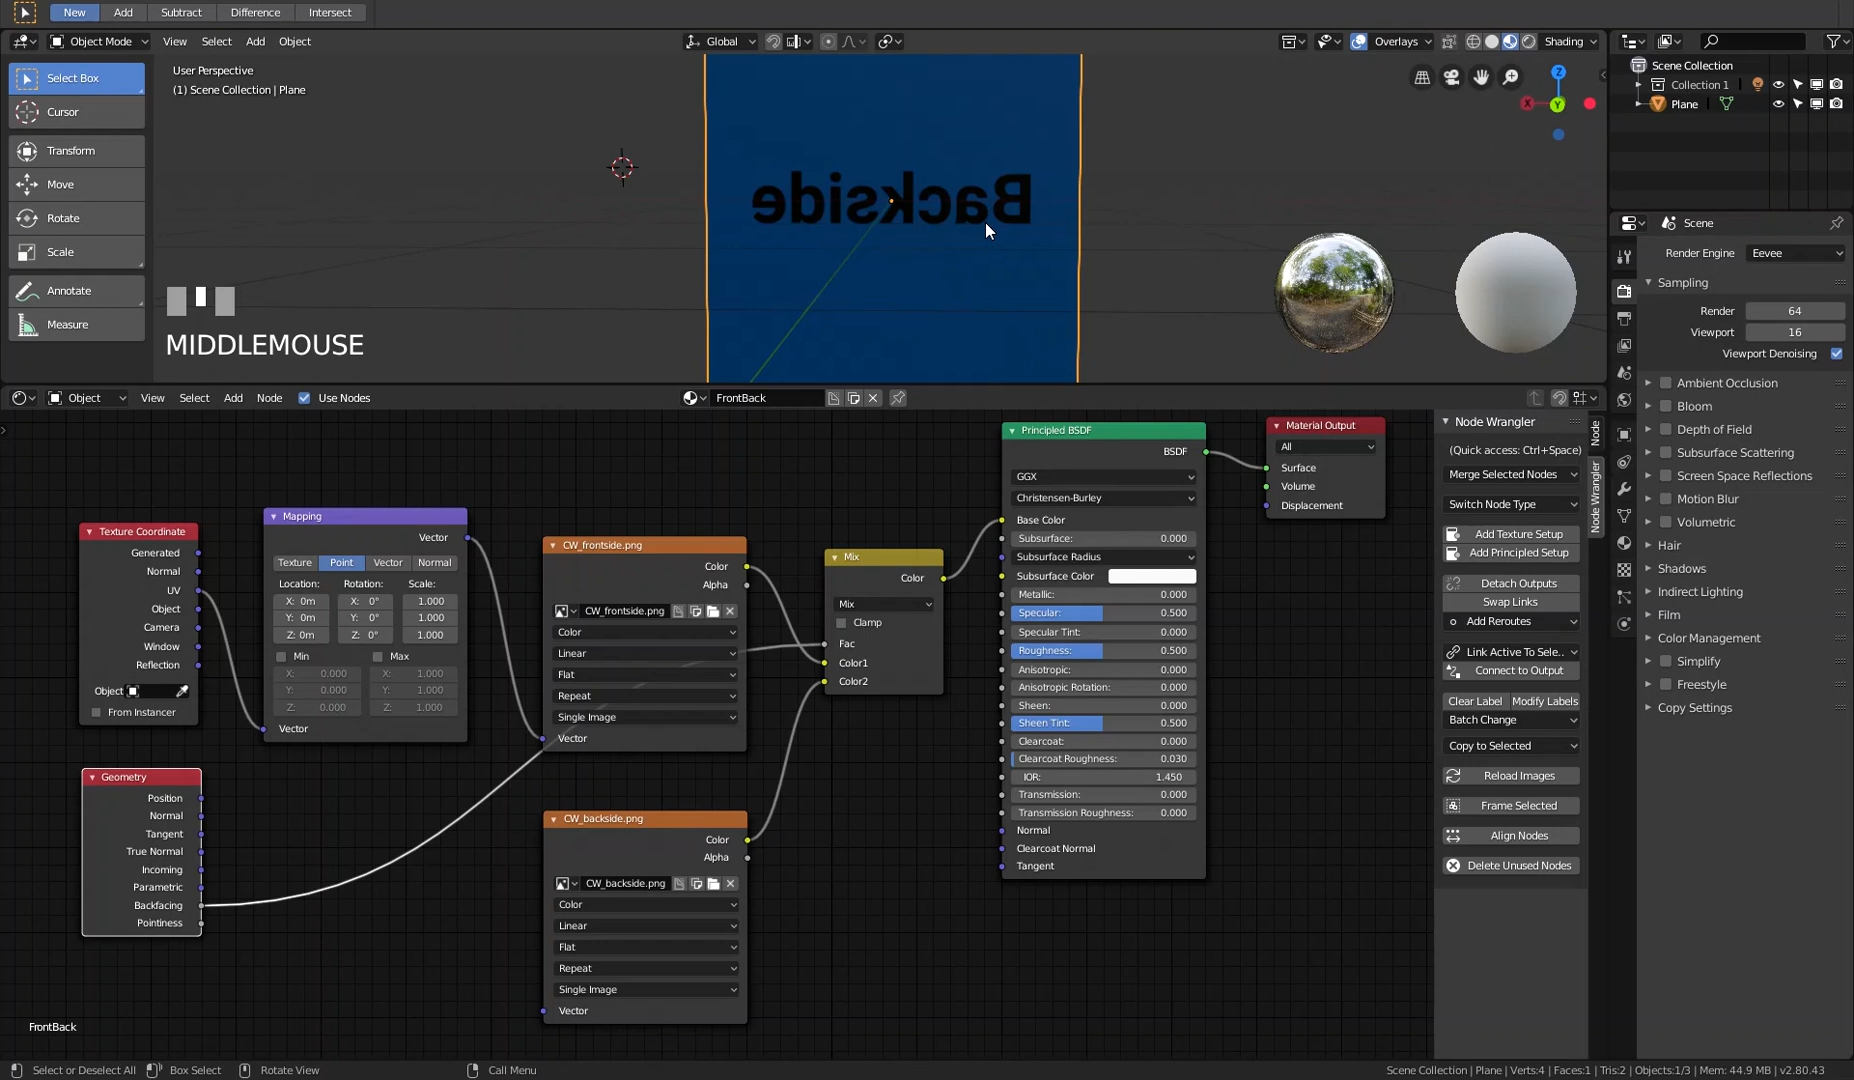 New Add Subtract Difference Intersect
Object Mode View Select Add Object Global Overlays Shading
Select Box
Cursor
Transform
Move
Rotate
Scale
Annotate
Measure
User Perspective
(1) Scene Collection | Plane
Backside
Z
X
Y
MIDDLEMOUSE
Scene Collection
Collection 1
Plane
Scene
Render Engine Eevee
Sampling
Render 64
Viewport 16
Viewport Denoising
Ambient Occlusion
Bloom
Depth of Field
Subsurface Scattering
Screen Space Reflections
Motion Blur
Volumetric
Hair
Shadows
Indirect Lighting
Film
Color Management
Simplify
Freestyle
Copy Settings
Object View Select Add Node Use Nodes FrontBack
Texture Coordinate
Generated
Normal
UV
Object
Camera
Window
Reflection
Object
From Instancer
Geometry
Position
Normal
Tangent
True Normal
Incoming
Parametric
Backfacing
Pointiness
Mapping
Vector
Texture Point Vector Normal
Location: Rotation: Scale:
X: 0m X: 0° 1.000
Y: 0m Y: 0° 1.000
Z: 0m Z: 0° 1.000
Min Max
X: 0.000 X: 1.000
Y: 0.000 Y: 1.000
Z: 0.000 Z: 1.000
Vector
CW_frontside.png
Color
Alpha
CW_frontside.png
Color
Linear
Flat
Repeat
Single Image
Vector
CW_backside.png
Color
Alpha
CW_backside.png
Color
Linear
Flat
Repeat
Single Image
Vector
Mix
Color
Mix
Clamp
Fac
Color1
Color2
Principled BSDF
BSDF
GGX
Christensen-Burley
Base Color
Subsurface: 0.000
Subsurface Radius
Subsurface Color
Metallic: 0.000
Specular: 0.500
Specular Tint: 0.000
Roughness: 0.500
Anisotropic: 0.000
Anisotropic Rotation: 0.000
Sheen: 0.000
Sheen Tint: 0.500
Clearcoat: 0.000
Clearcoat Roughness: 0.030
IOR: 1.450
Transmission: 0.000
Transmission Roughness: 0.000
Normal
Clearcoat Normal
Tangent
Material Output
All
Surface
Volume
Displacement
Node Wrangler
(Quick access: Ctrl+Space)
Merge Selected Nodes
Switch Node Type
Add Texture Setup
Add Principled Setup
Detach Outputs
Swap Links
Add Reroutes
Link Active To Sele..
Connect to Output
Clear Label Modify Labels
Batch Change
Copy to Selected
Reload Images
Frame Selected
Align Nodes
Delete Unused Nodes
Node
Node Wrangler
FrontBack
Select or Deselect All Box Select Rotate View Call Menu Scene Collection | Plane | Verts:4 | Faces:1 | Tris:2 | Objects:1/3 | Mem: 44.9 MB | v2.80.43